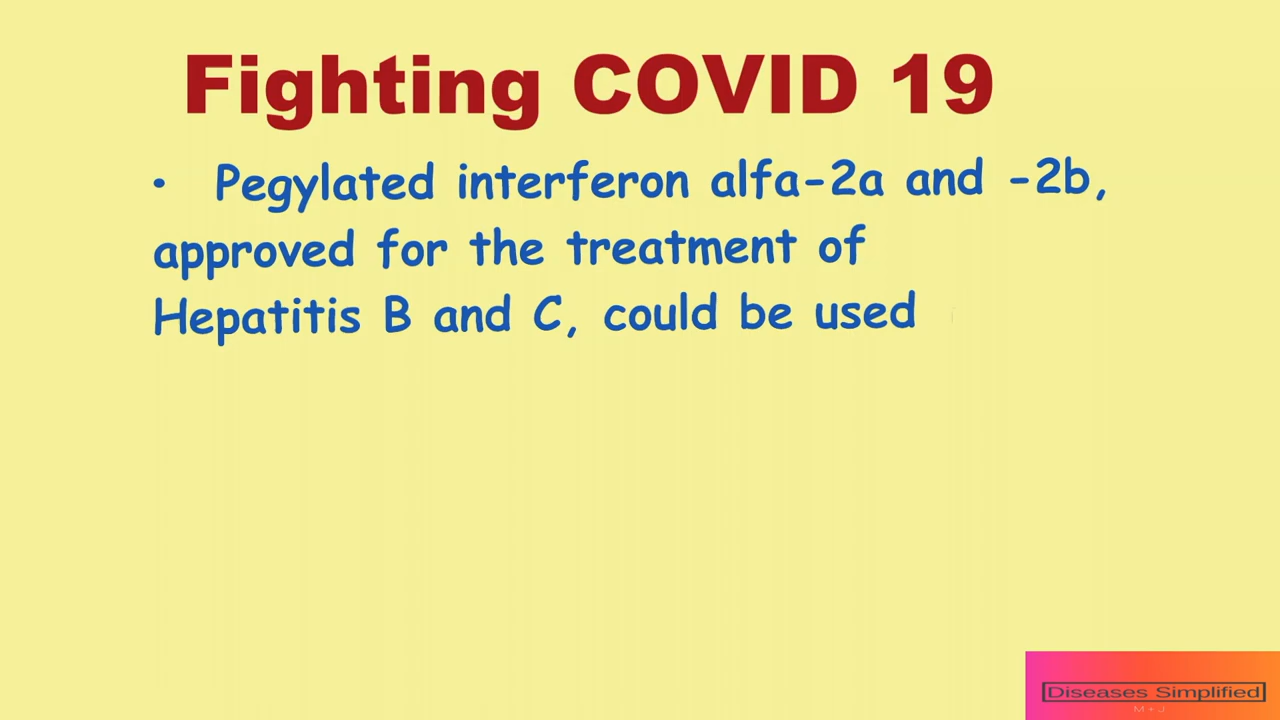 Fighting COVID 19
• Pegylated interferon alfa-2a and -2b,
approved for the treatment of
Hepatitis B and C, could be used
Diseases Simplified
M + J